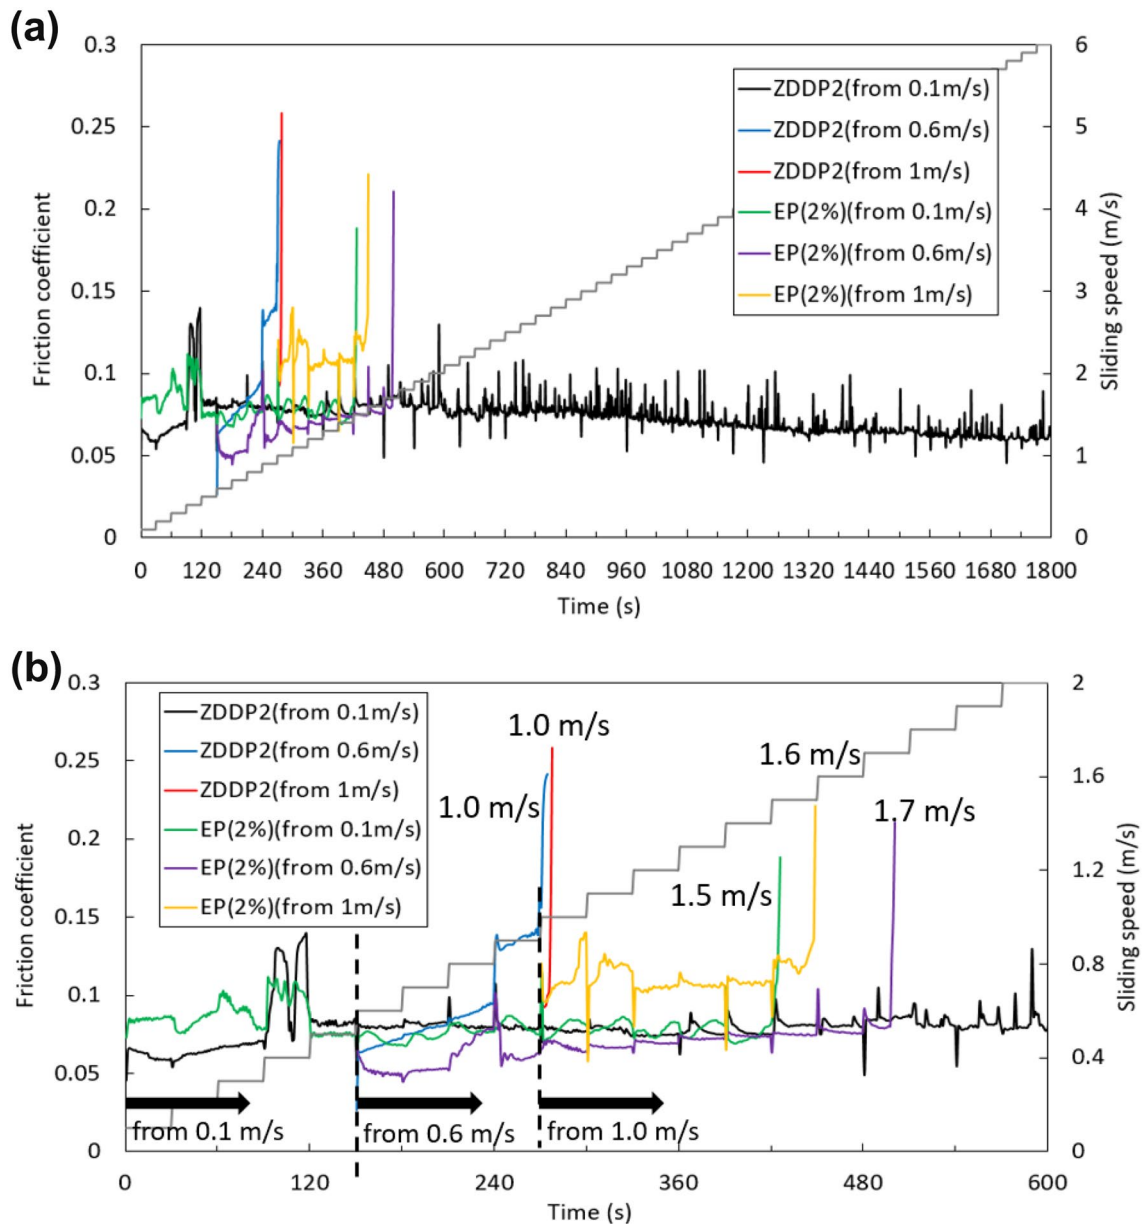 (a)
0.3
0.25
0.2
0.15
0.1
0.05
0
Friction coefficient
6
5
4
3
2
1
0
Sliding speed (m/s)
ZDDP2(from 0.1m/s)
ZDDP2(from 0.6m/s)
ZDDP2(from 1m/s)
EP(2%)(from 0.1m/s)
EP(2%)(from 0.6m/s)
EP(2%)(from 1m/s)
0 120 240 360 480 600 720 840 960 1080 1200 1320 1440 1560 1680 1800
Time (s)
(b)
0.3
0.25
0.2
0.15
0.1
0.05
0
Friction coefficient
2
1.6
1.2
0.8
0.4
0
Sliding speed (m/s)
ZDDP2(from 0.1m/s)
ZDDP2(from 0.6m/s)
ZDDP2(from 1m/s)
EP(2%)(from 0.1m/s)
EP(2%)(from 0.6m/s)
EP(2%)(from 1m/s)
1.0 m/s
1.0 m/s
1.6 m/s
1.7 m/s
1.5 m/s
from 0.1 m/s
from 0.6 m/s
from 1.0 m/s
0 120 240 360 480 600
Time (s)